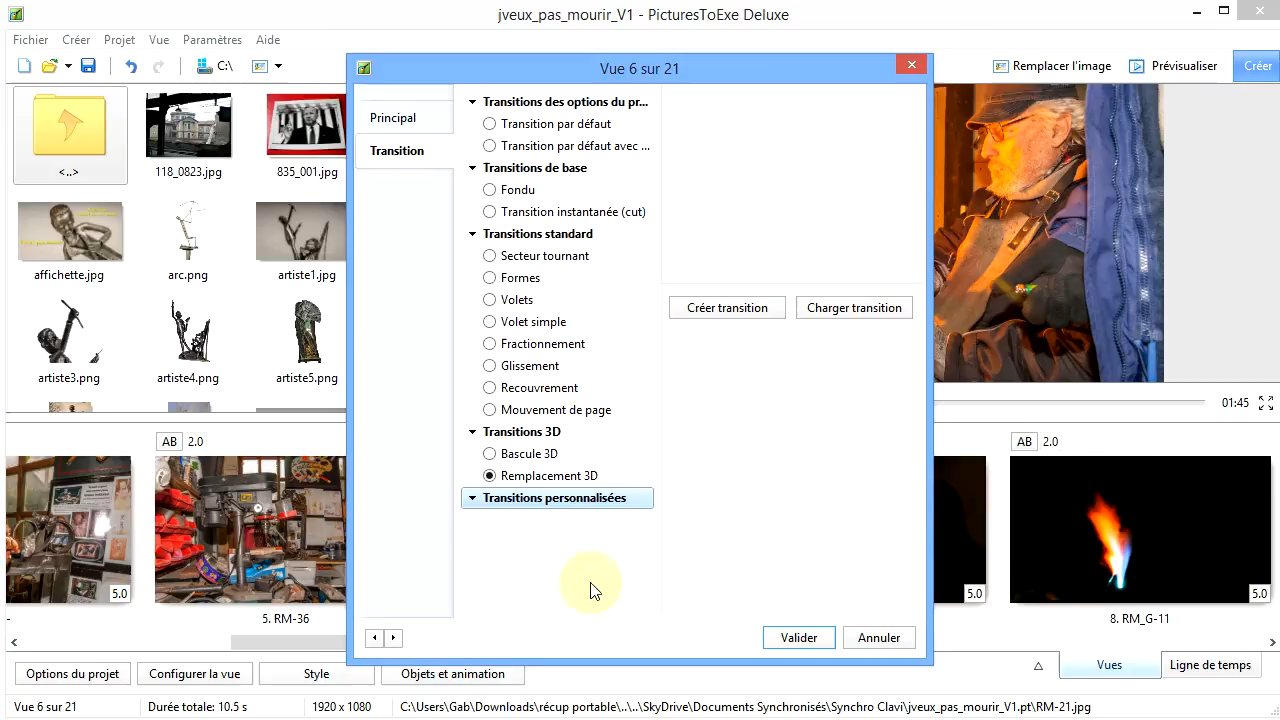 jveux_pas_mourir_V1 - PicturesToExe Deluxe
Fichier Créer Projet Vue Paramètres Aide
C:\
Remplacer l'image
Prévisualiser
Créer
Vue 6 sur 21
Principal
Transition
Transitions des options du pr...
Transition par défaut
Transition par défaut avec ...
Transitions de base
Fondu
Transition instantanée (cut)
Transitions standard
Secteur tournant
Formes
Volets
Volet simple
Fractionnement
Glissement
Recouvrement
Mouvement de page
Transitions 3D
Bascule 3D
Remplacement 3D
Transitions personnalisées
Créer transition
Charger transition
Valider
Annuler
<..>
118_0823.jpg
835_001.jpg
affichette.jpg
arc.png
artiste1.jpg
artiste3.png
artiste4.png
artiste5.png
01:45
AB 2.0
AB 2.0
5.0
5.0
5.0
5. RM-36
8. RM_G-11
Options du projet
Configurer la vue
Style
Objets et animation
Vues
Ligne de temps
Vue 6 sur 21
Durée totale: 10.5 s
1920 x 1080
C:\Users\Gab\Downloads\récup portable\..\..\SkyDrive\Documents Synchronisés\Synchro Clavi\jveux_pas_mourir_V1.pt\RM-21.jpg